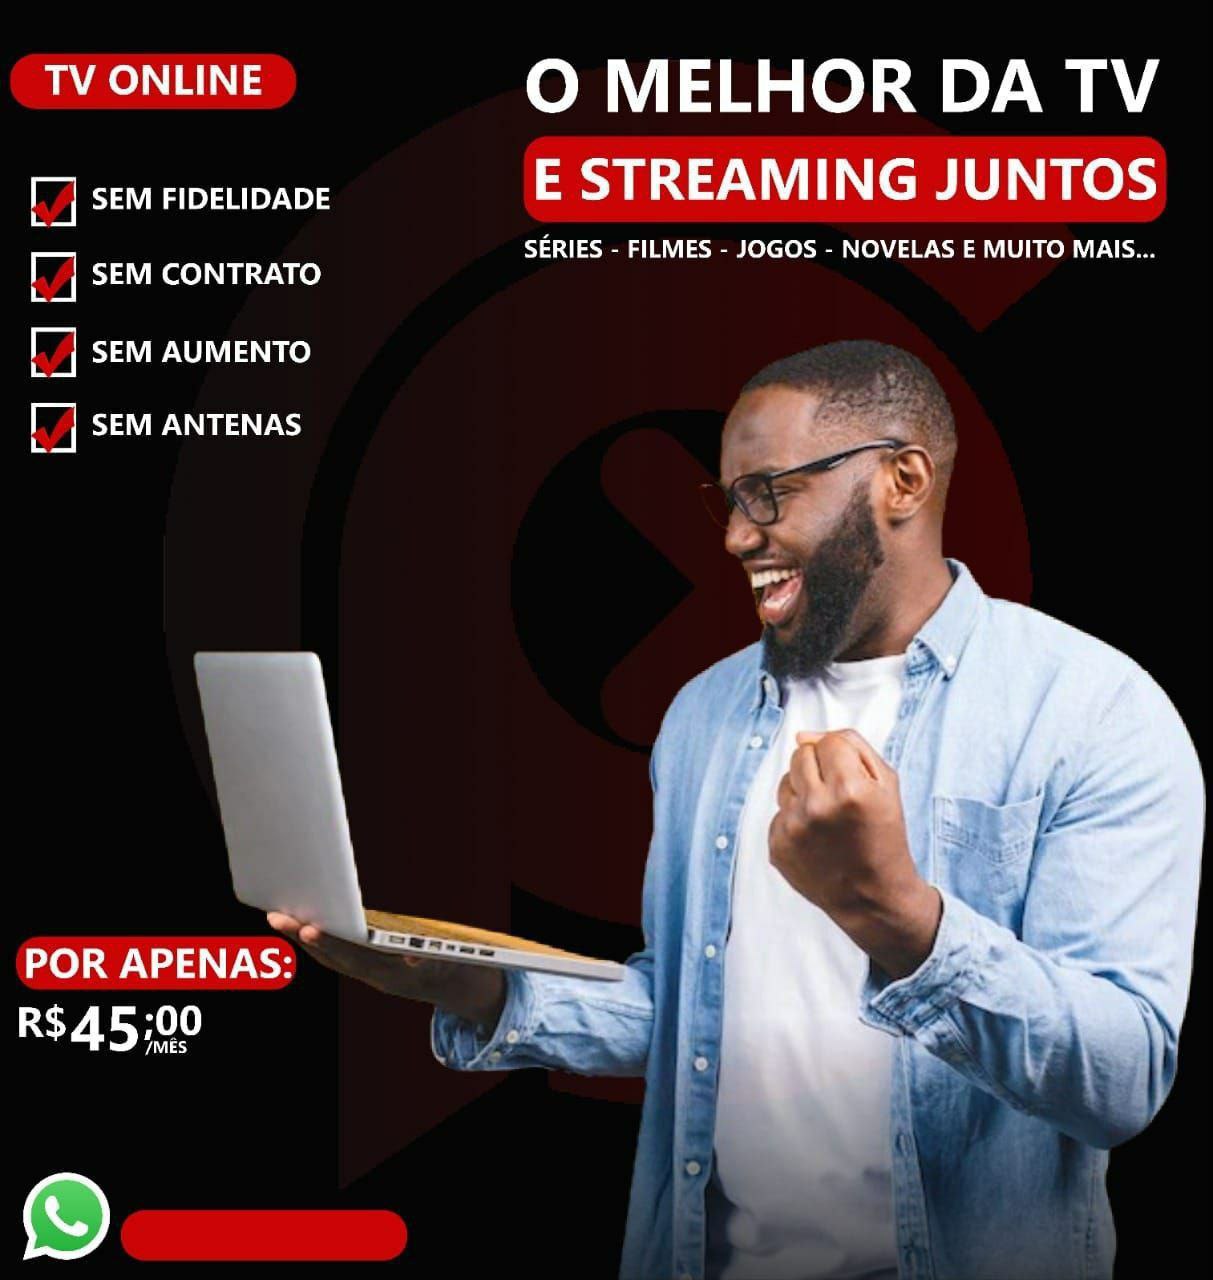 TV ONLINE
SEM FIDELIDADE
SEM CONTRATO
SEM AUMENTO
SEM ANTENAS
O MELHOR DA TV
E STREAMING JUNTOS
SÉRIES - FILMES - JOGOS - NOVELAS E MUITO MAIS...
POR APENAS:
R$45;00
/MÊS